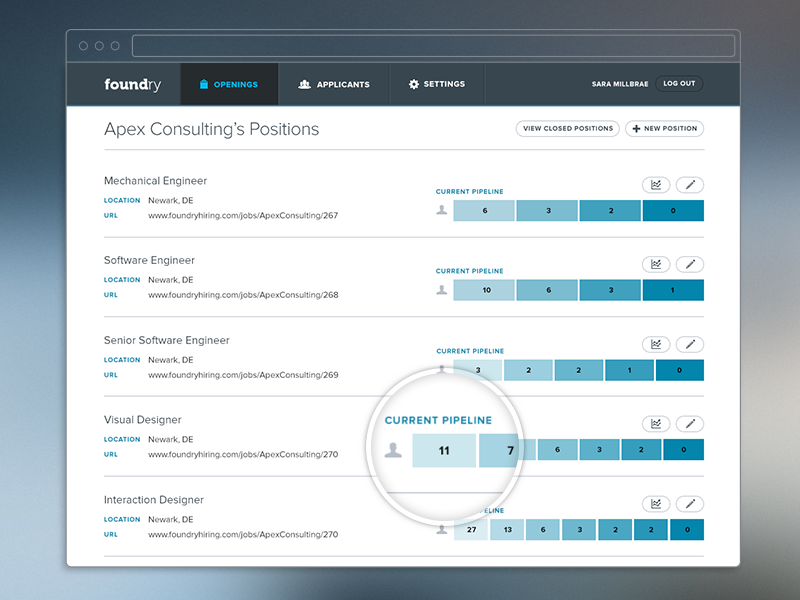 foundry
OPENINGS
APPLICANTS
SETTINGS
SARA MILLBRAE
LOG OUT
Apex Consulting's Positions
VIEW CLOSED POSITIONS
NEW POSITION
Mechanical Engineer
LOCATION Newark, DE
URL www.foundryhiring.com/jobs/ApexConsulting/267
CURRENT PIPELINE
6 3 2 0
Software Engineer
LOCATION Newark, DE
URL www.foundryhiring.com/jobs/ApexConsulting/268
CURRENT PIPELINE
10 6 3 1
Senior Software Engineer
LOCATION Newark, DE
URL www.foundryhiring.com/jobs/ApexConsulting/269
CURRENT PIPELINE
3 2 2 1 0
Visual Designer
LOCATION Newark, DE
URL www.foundryhiring.com/jobs/ApexConsulting/270
CURRENT PIPELINE
11 7 6 3 2 0
Interaction Designer
LOCATION Newark, DE
URL www.foundryhiring.com/jobs/ApexConsulting/270
ELINE
27 13 6 3 2 2 0